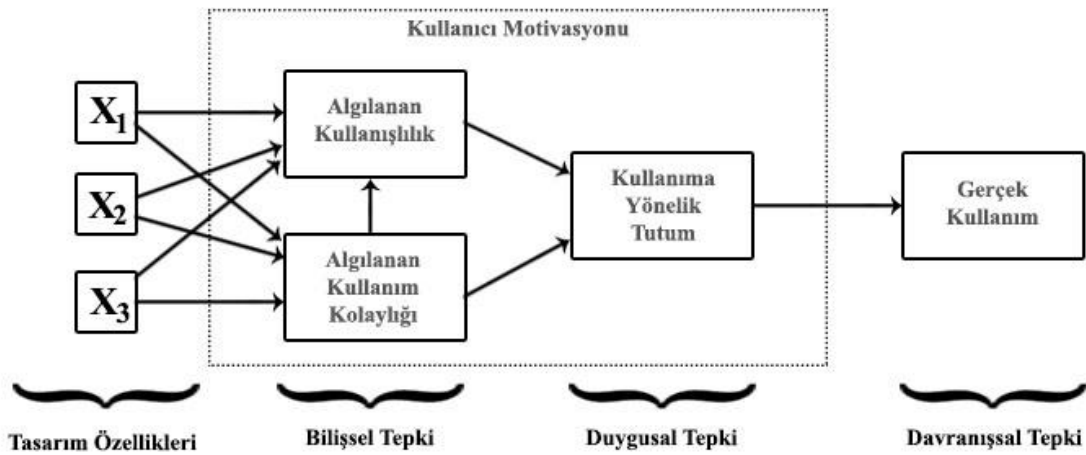 Kullanıcı Motivasyonu
X1
X2
X3
Algılanan
Kullanışlılık
Algılanan
Kullanım
Kolaylığı
Kullanıma
Yönelik
Tutum
Gerçek
Kullanım
Tasarım Özellikleri
Bilişsel Tepki
Duygusal Tepki
Davranışsal Tepki